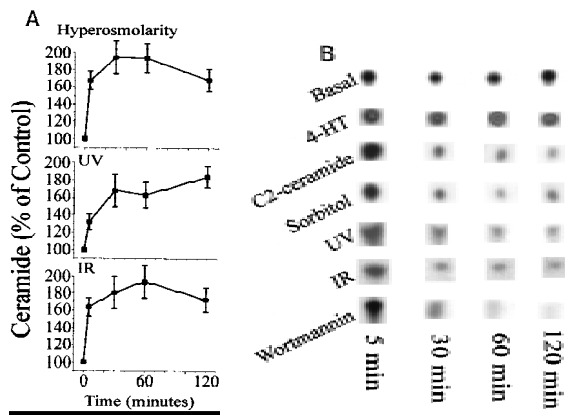 A
Hyperosmolarity
200
180
160
140
120
100
UV
200
180
160
140
120
100
IR
200
180
160
140
120
100
0
60
120
Time (minutes)
Ceramide (% of Control)
B
Basal
4-HT
C2-ceramide
Sorbitol
UV
IR
Wortmannin
5 min
30 min
60 min
120 min